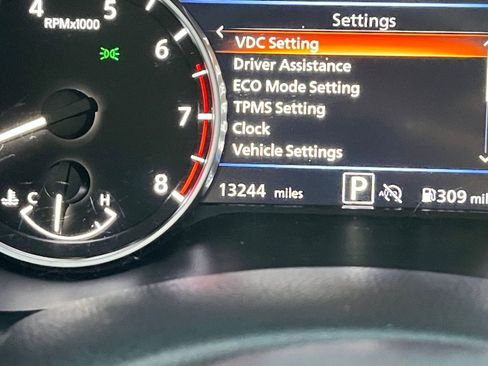 4
5
6
7
8
RPMx1000
C
H
Settings
VDC Setting
Driver Assistance
ECO Mode Setting
TPMS Setting
Clock
Vehicle Settings
13244 miles
P
309 mil